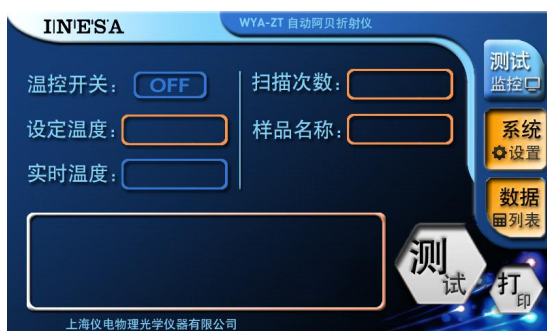 INESA
WYA-ZT 自动阿贝折射仪
温控开关：OFF
设定温度：
实时温度：
扫描次数：
样品名称：
测试
监控
系统
设置
数据
列表
测试
打印
上海仪电物理光学仪器有限公司